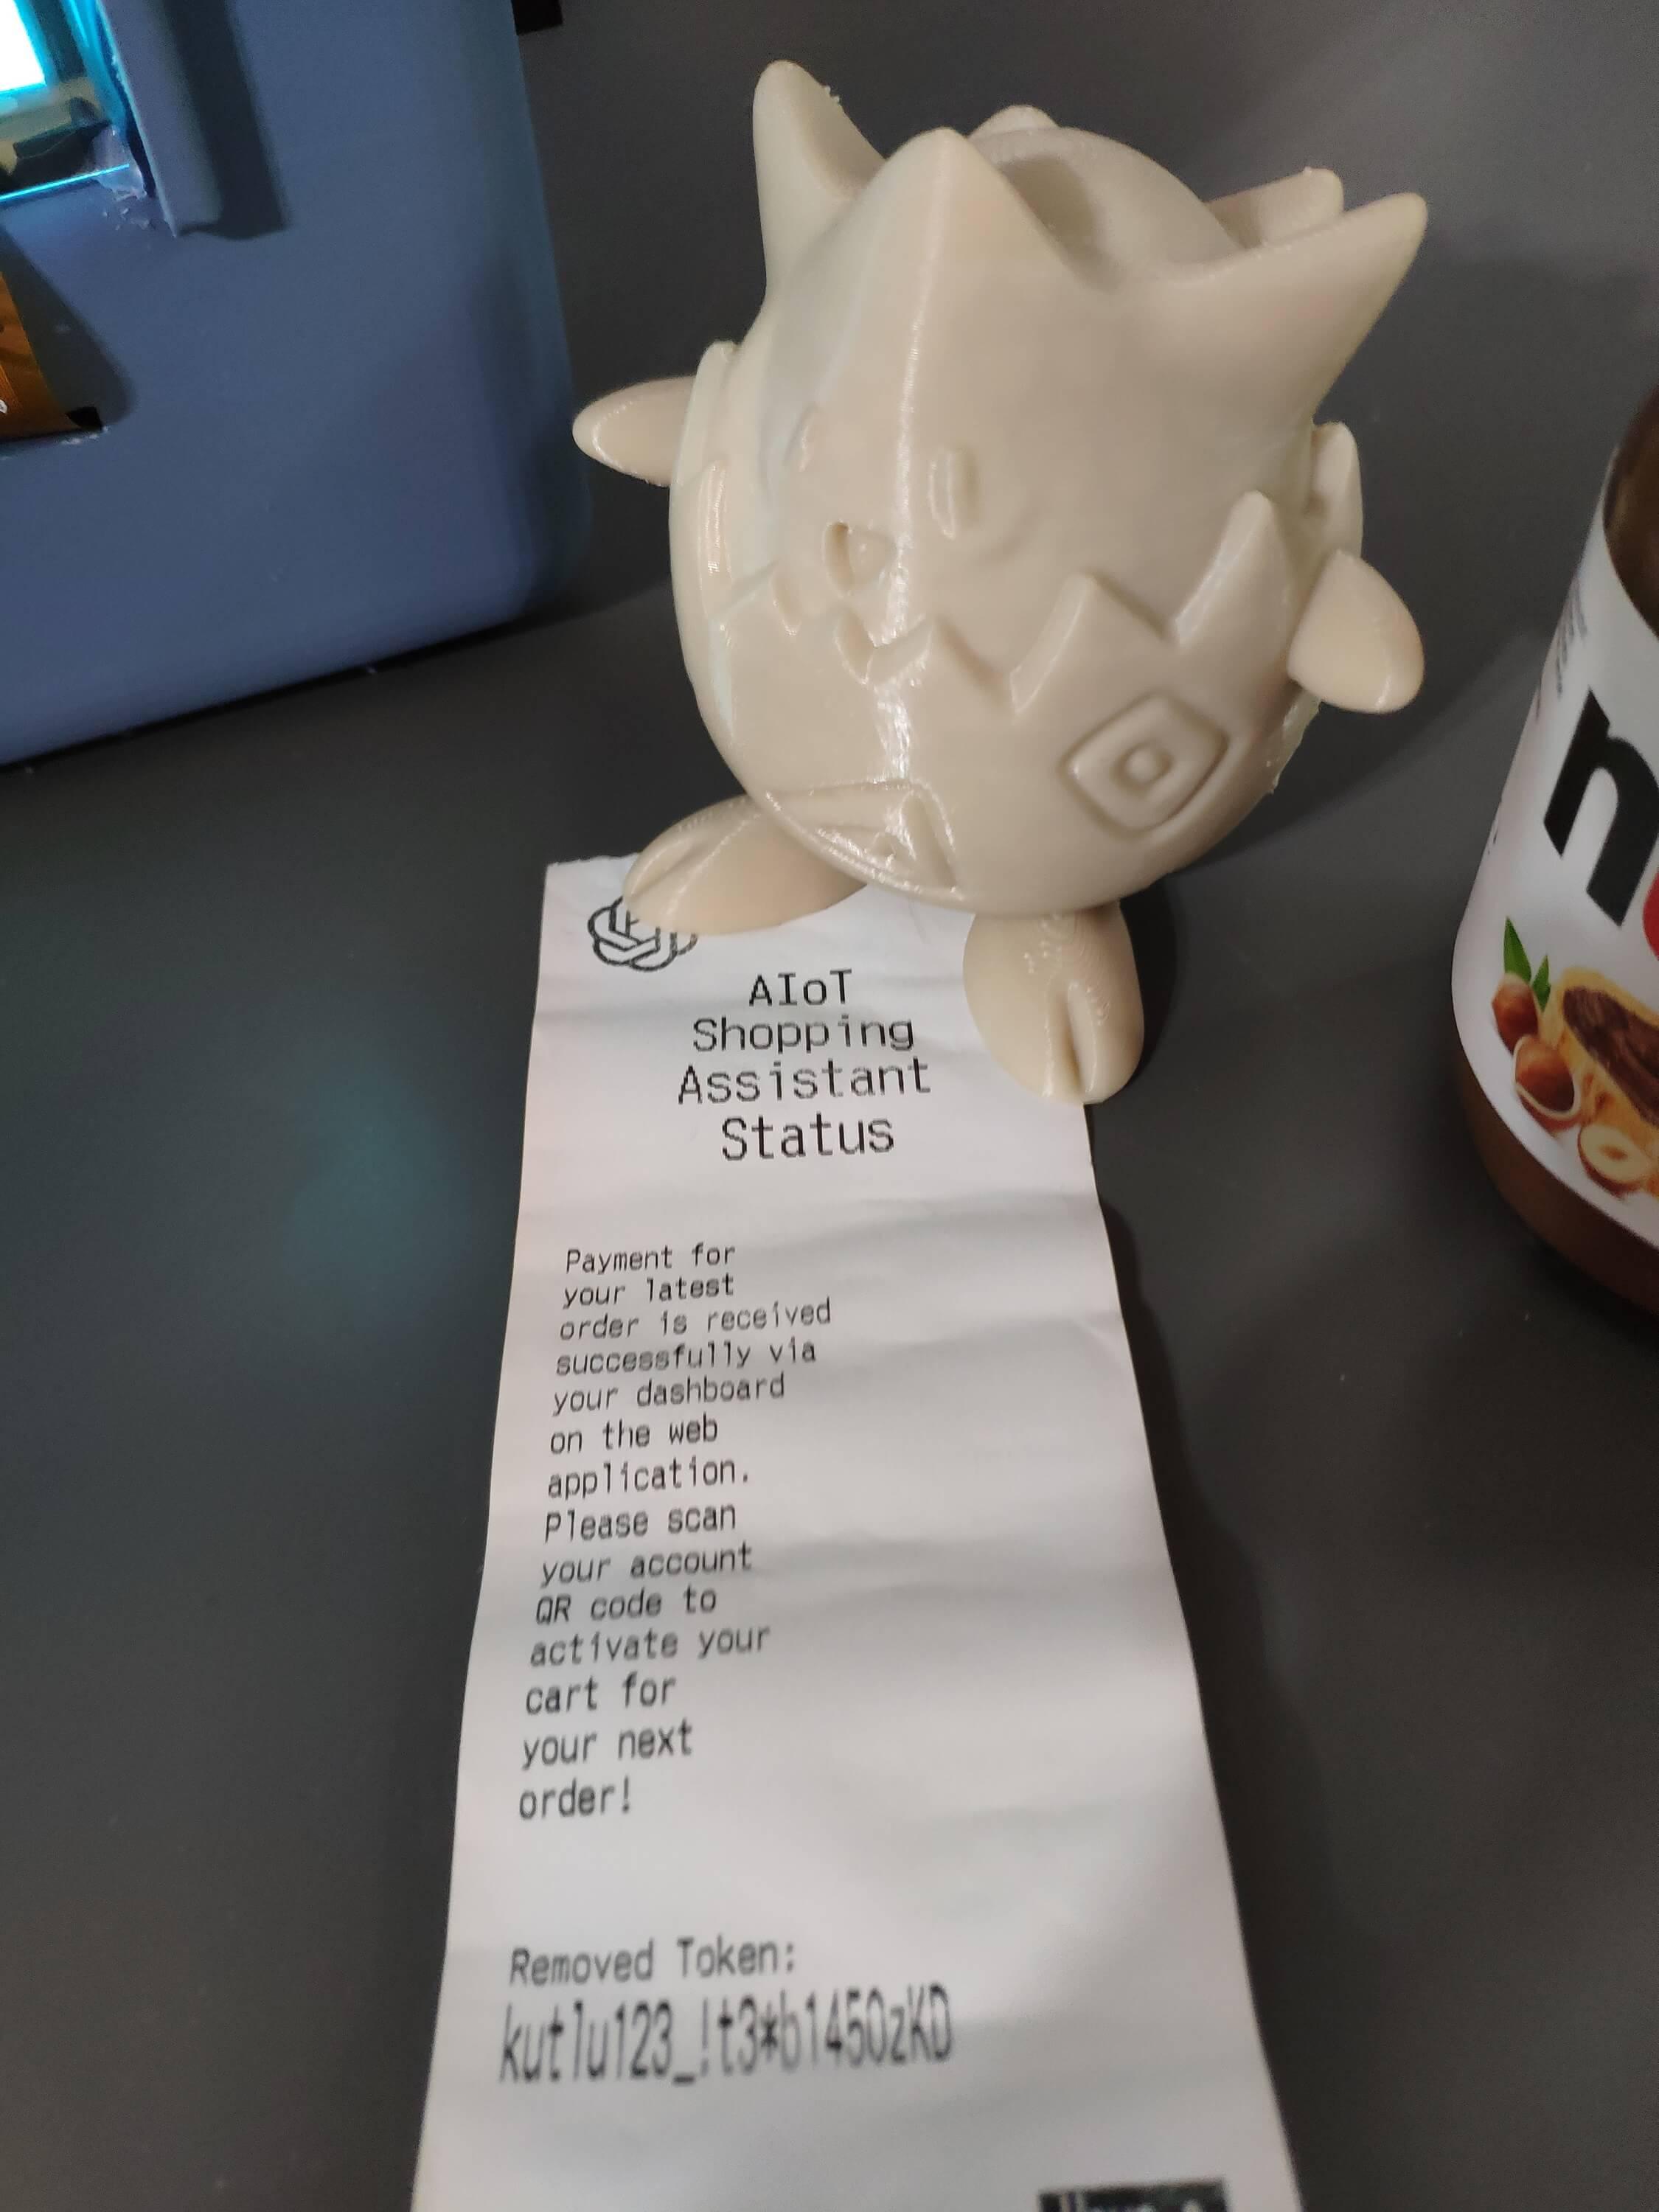 AIoT
Shopping
Assistant
Status
Payment for
your latest
order is received
successfully via
your dashboard
on the web
application.
Please scan
your account
QR code to
activate your
cart for
your next
order!
Removed Token:
kutlu123_!t3*b1450zKD
n